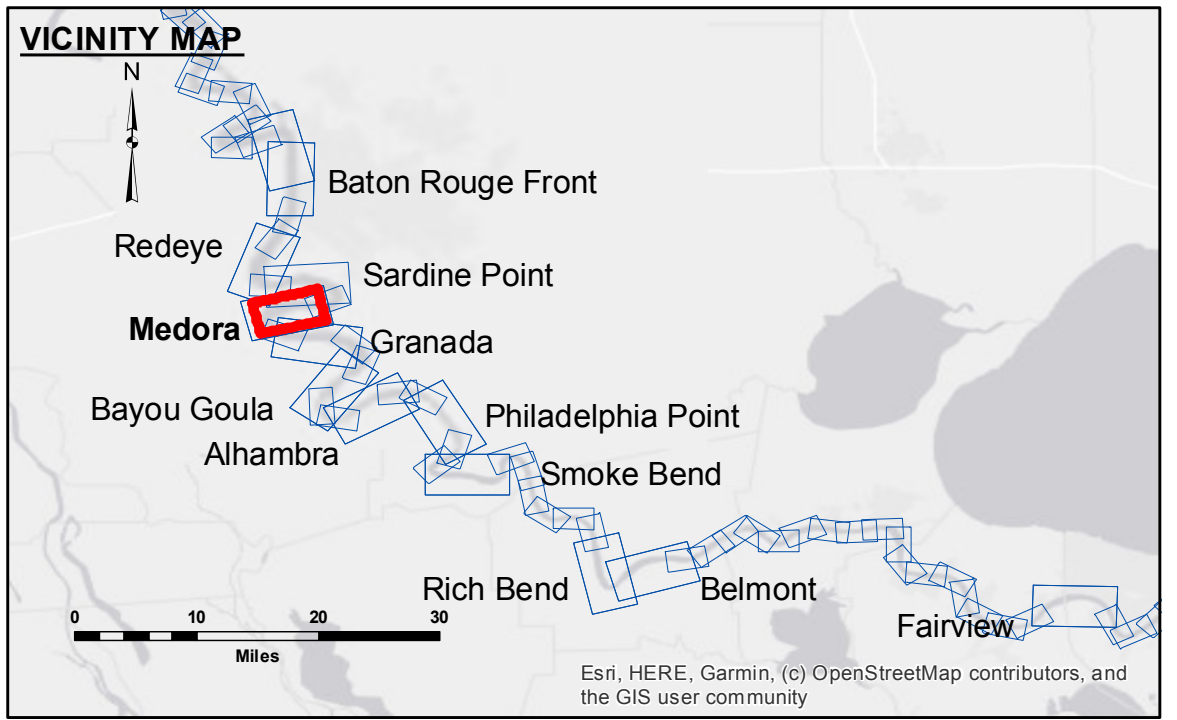 VICINITY MAP
N
Baton Rouge Front
Redeye
Sardine Point
Medora
Granada
Bayou Goula
Philadelphia Point
Alhambra
Smoke Bend
Rich Bend
Belmont
Fairview
0 10 20 30
Miles
Esri, HERE, Garmin, (c) OpenStreetMap contributors, and
the GIS user community